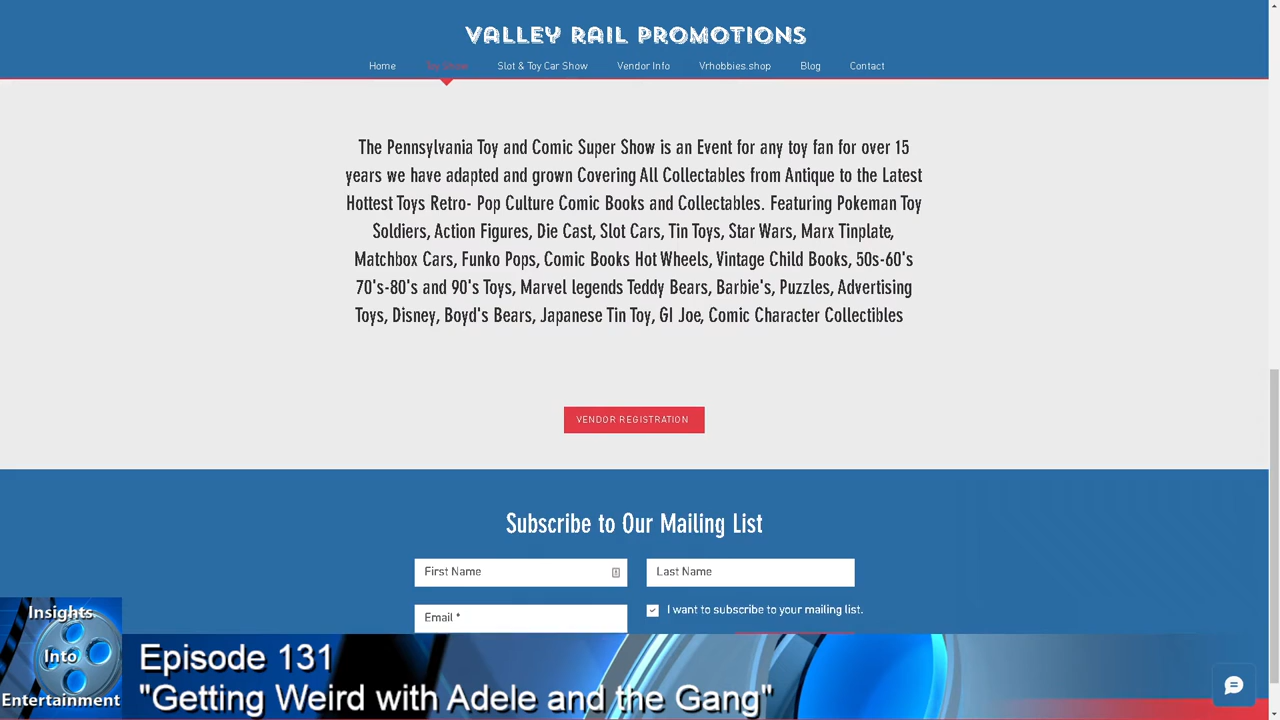 VALLEY RAIL PROMOTIONS
Home Toy Show Slot & Toy Car Show Vendor Info Vrhobbies.shop Blog Contact
The Pennsylvania Toy and Comic Super Show is an Event for any toy fan for over 15
years we have adapted and grown Covering All Collectables from Antique to the Latest
Hottest Toys Retro- Pop Culture Comic Books and Collectables. Featuring Pokeman Toy
Soldiers, Action Figures, Die Cast, Slot Cars, Tin Toys, Star Wars, Marx Tinplate,
Matchbox Cars, Funko Pops, Comic Books Hot Wheels, Vintage Child Books, 50s-60's
70's-80's and 90's Toys, Marvel legends Teddy Bears, Barbie's, Puzzles, Advertising
Toys, Disney, Boyd's Bears, Japanese Tin Toy, GI Joe, Comic Character Collectibles
VENDOR REGISTRATION
Subscribe to Our Mailing List
First Name Last Name
Email * I want to subscribe to your mailing list.
Insights
Into
Entertainment
Episode 131
"Getting Weird with Adele and the Gang"